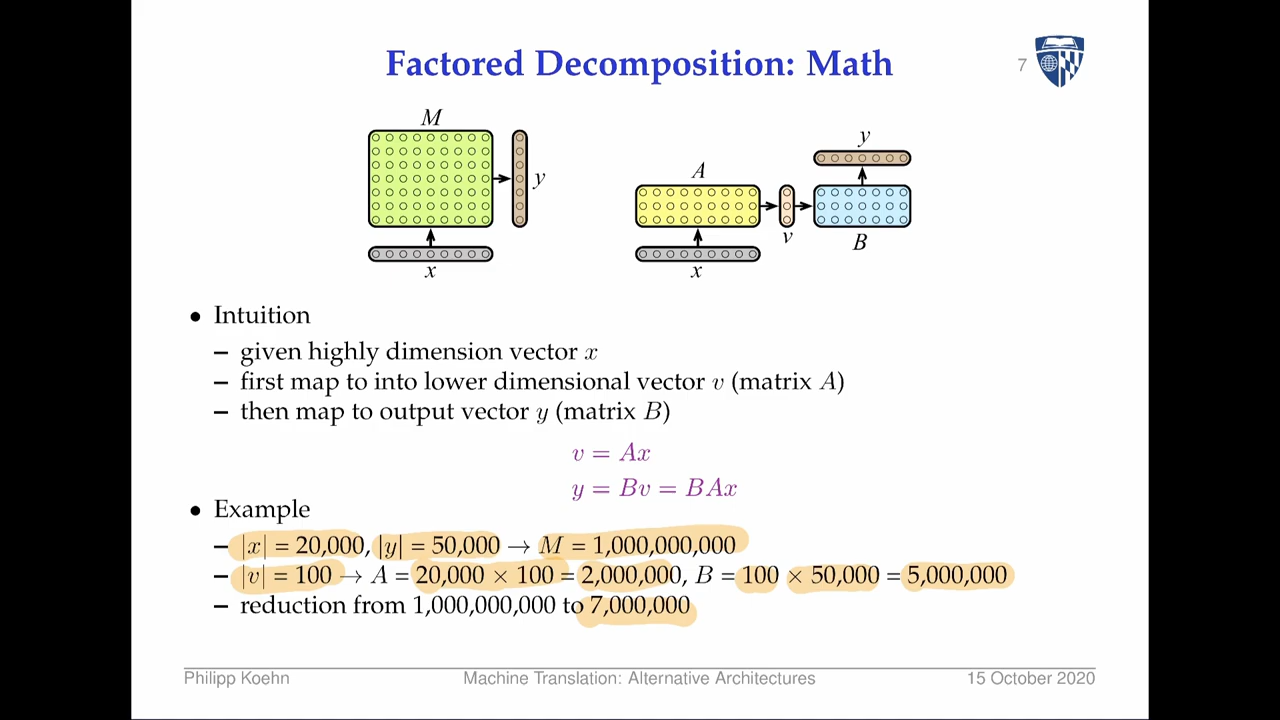 Factored Decomposition: Math
7
M
y
x
A
x
v
y
B
• Intuition
– given highly dimension vector x
– first map to into lower dimensional vector v (matrix A)
– then map to output vector y (matrix B)
v = Ax
y = Bv = BAx
• Example
– |x| = 20,000, |y| = 50,000 → M = 1,000,000,000
– |v| = 100 → A = 20,000 × 100 = 2,000,000, B = 100 × 50,000 = 5,000,000
– reduction from 1,000,000,000 to 7,000,000
Philipp Koehn
Machine Translation: Alternative Architectures
15 October 2020